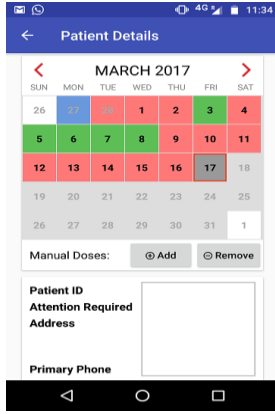 4G 11:34
Patient Details
MARCH 2017
SUN MON TUE WED THU FRI SAT
26 27 28 1 2 3 4
5 6 7 8 9 10 11
12 13 14 15 16 17 18
19 20 21 22 23 24 25
26 27 28 29 30 31 1
Manual Doses: Add Remove
Patient ID
Attention Required
Address
Primary Phone